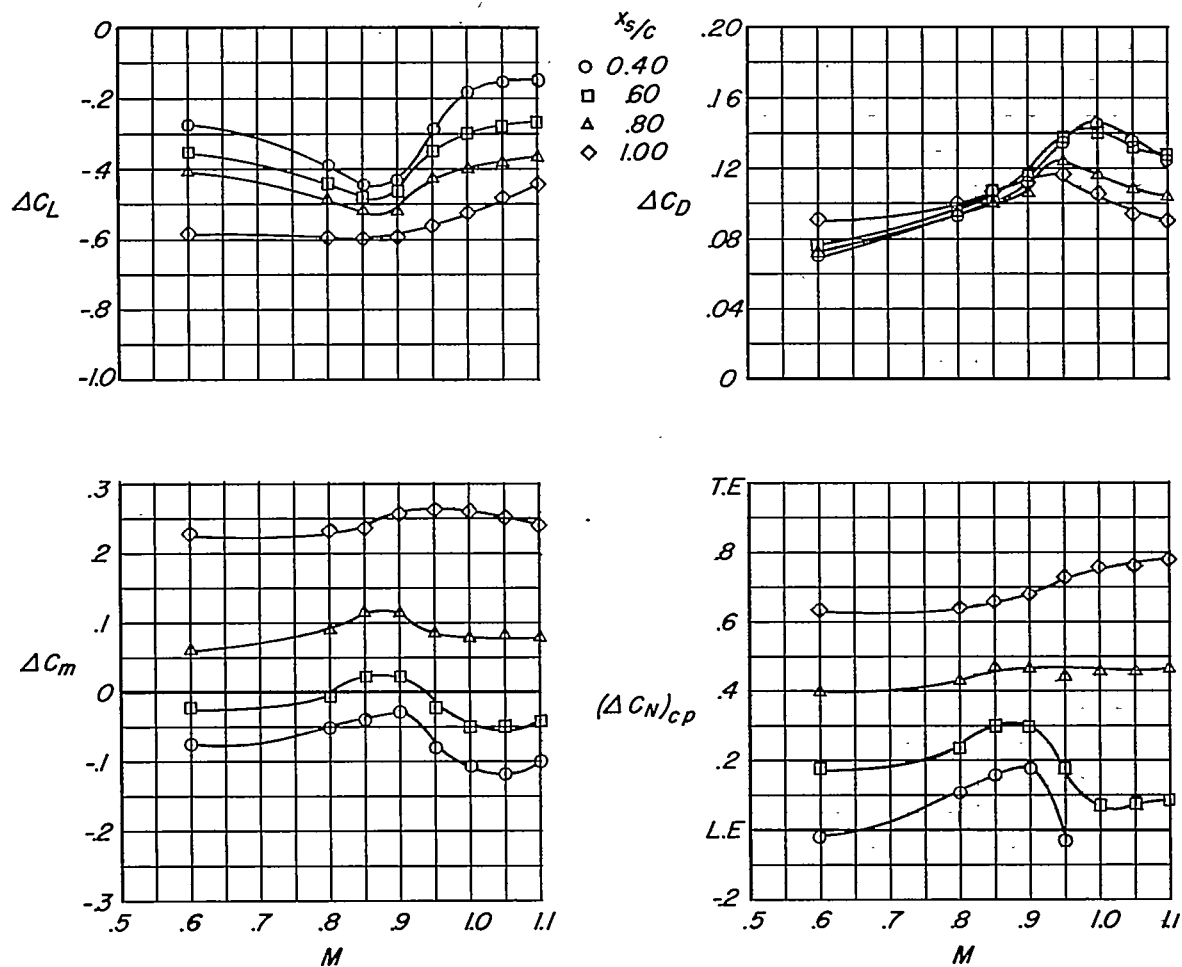 x_s/c
0.40
.60
.80
1.00
0
-.2
-.4
-.6
-.8
-1.0
ΔC_L
.20
.16
.12
.08
.04
0
ΔC_D
.3
.2
.1
0
-.1
-.2
-.3
ΔC_m
.5 .6 .7 .8 .9 1.0 1.1
M
T.E
.8
.6
.4
.2
L.E
-.2
(ΔC_N)_cp
.5 .6 .7 .8 .9 1.0 1.1
M